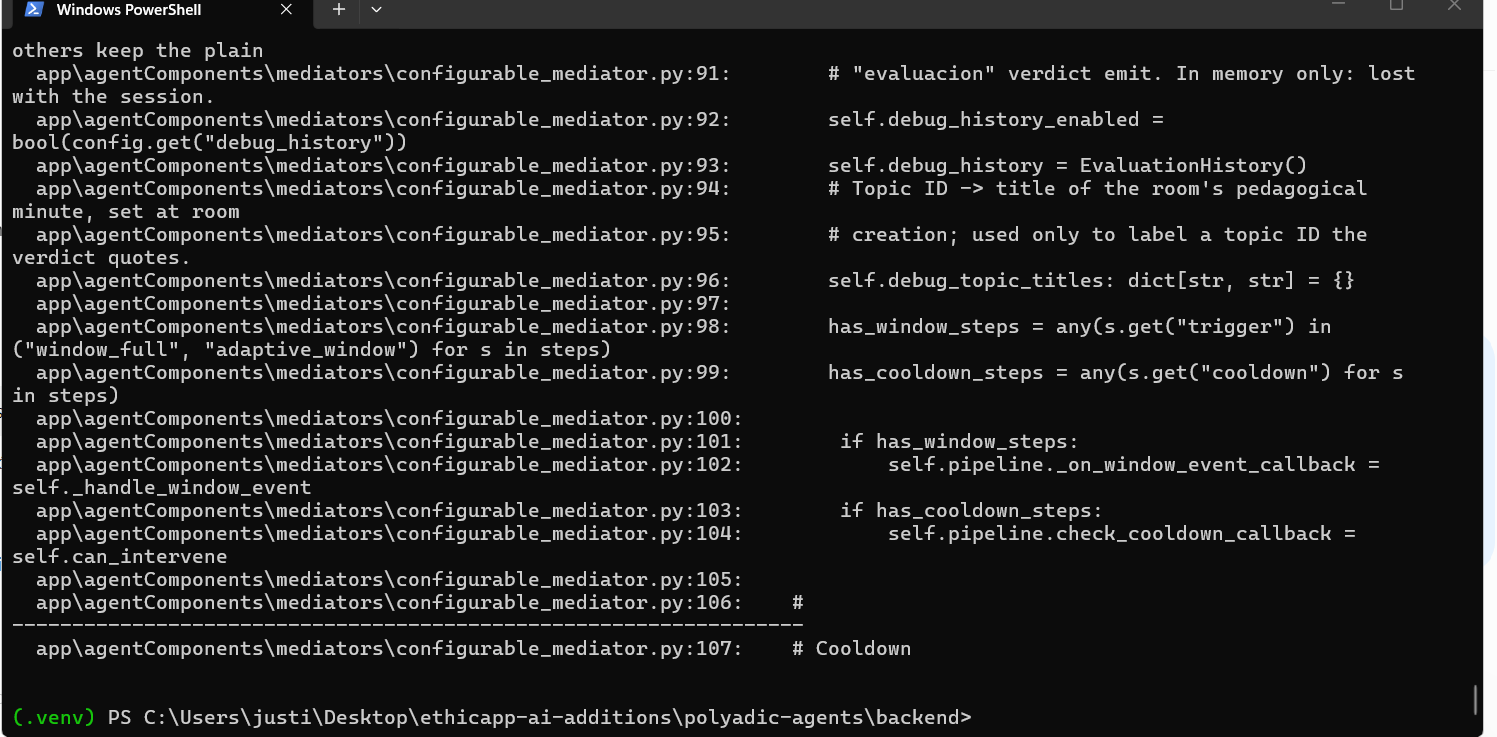 Windows PowerShell
others keep the plain
  app\agentComponents\mediators\configurable_mediator.py:91:        # "evaluacion" verdict emit. In memory only: lost
with the session.
  app\agentComponents\mediators\configurable_mediator.py:92:        self.debug_history_enabled =
bool(config.get("debug_history"))
  app\agentComponents\mediators\configurable_mediator.py:93:        self.debug_history = EvaluationHistory()
  app\agentComponents\mediators\configurable_mediator.py:94:        # Topic ID -> title of the room's pedagogical
minute, set at room
  app\agentComponents\mediators\configurable_mediator.py:95:        # creation; used only to label a topic ID the
verdict quotes.
  app\agentComponents\mediators\configurable_mediator.py:96:        self.debug_topic_titles: dict[str, str] = {}
  app\agentComponents\mediators\configurable_mediator.py:97:
  app\agentComponents\mediators\configurable_mediator.py:98:        has_window_steps = any(s.get("trigger") in
("window_full", "adaptive_window") for s in steps)
  app\agentComponents\mediators\configurable_mediator.py:99:        has_cooldown_steps = any(s.get("cooldown") for s
in steps)
  app\agentComponents\mediators\configurable_mediator.py:100:
  app\agentComponents\mediators\configurable_mediator.py:101:        if has_window_steps:
  app\agentComponents\mediators\configurable_mediator.py:102:            self.pipeline._on_window_event_callback =
self._handle_window_event
  app\agentComponents\mediators\configurable_mediator.py:103:        if has_cooldown_steps:
  app\agentComponents\mediators\configurable_mediator.py:104:            self.pipeline.check_cooldown_callback =
self.can_intervene
  app\agentComponents\mediators\configurable_mediator.py:105:
  app\agentComponents\mediators\configurable_mediator.py:106:    #
------------------------------------------------------------------
  app\agentComponents\mediators\configurable_mediator.py:107:    # Cooldown
(.venv) PS C:\Users\justi\Desktop\ethicapp-ai-additions\polyadic-agents\backend>